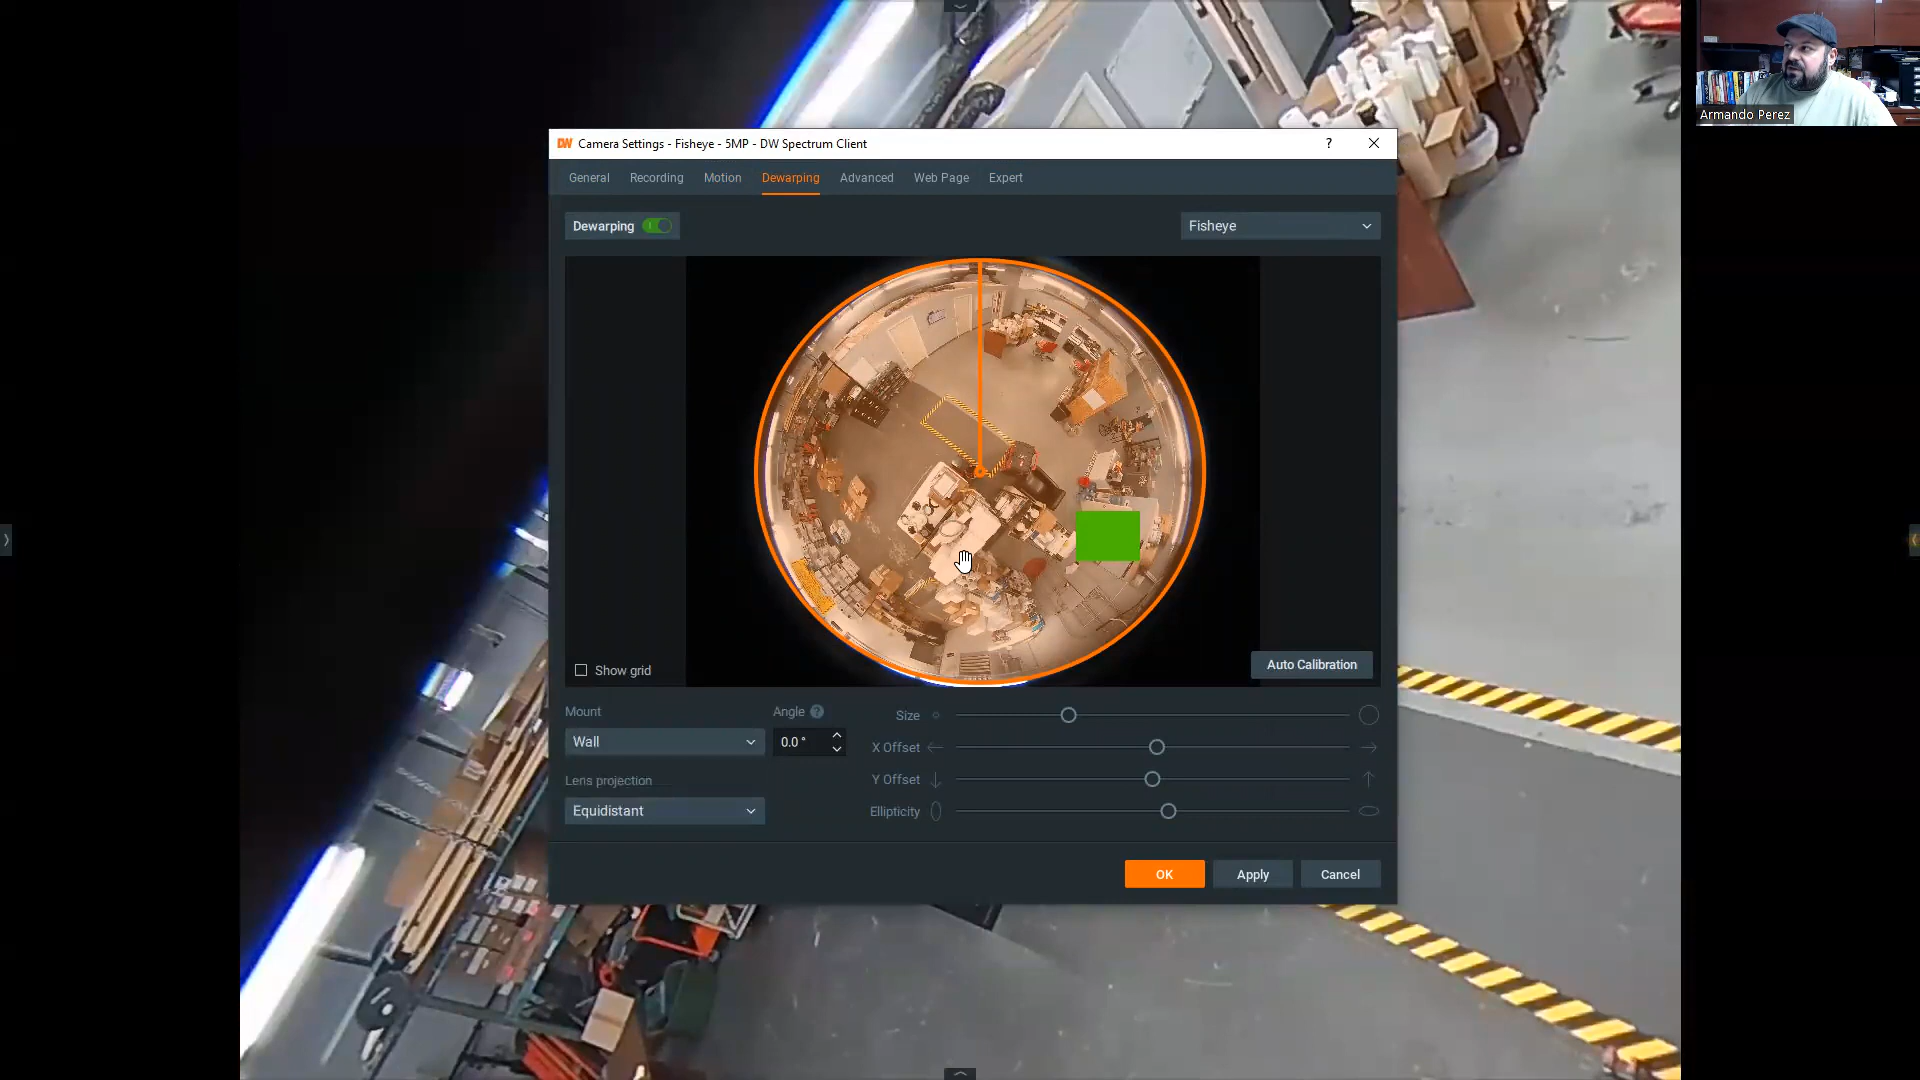 Armando Perez
DW Camera Settings - Fisheye - 5MP - DW Spectrum Client ?
General Recording Motion Dewarping Advanced Web Page Expert
Dewarping
Fisheye
Show grid
Auto Calibration
Mount
Angle ?
Wall
0.0 °
Lens projection
Equidistant
Size
X Offset
Y Offset
Ellipticity
OK Apply Cancel